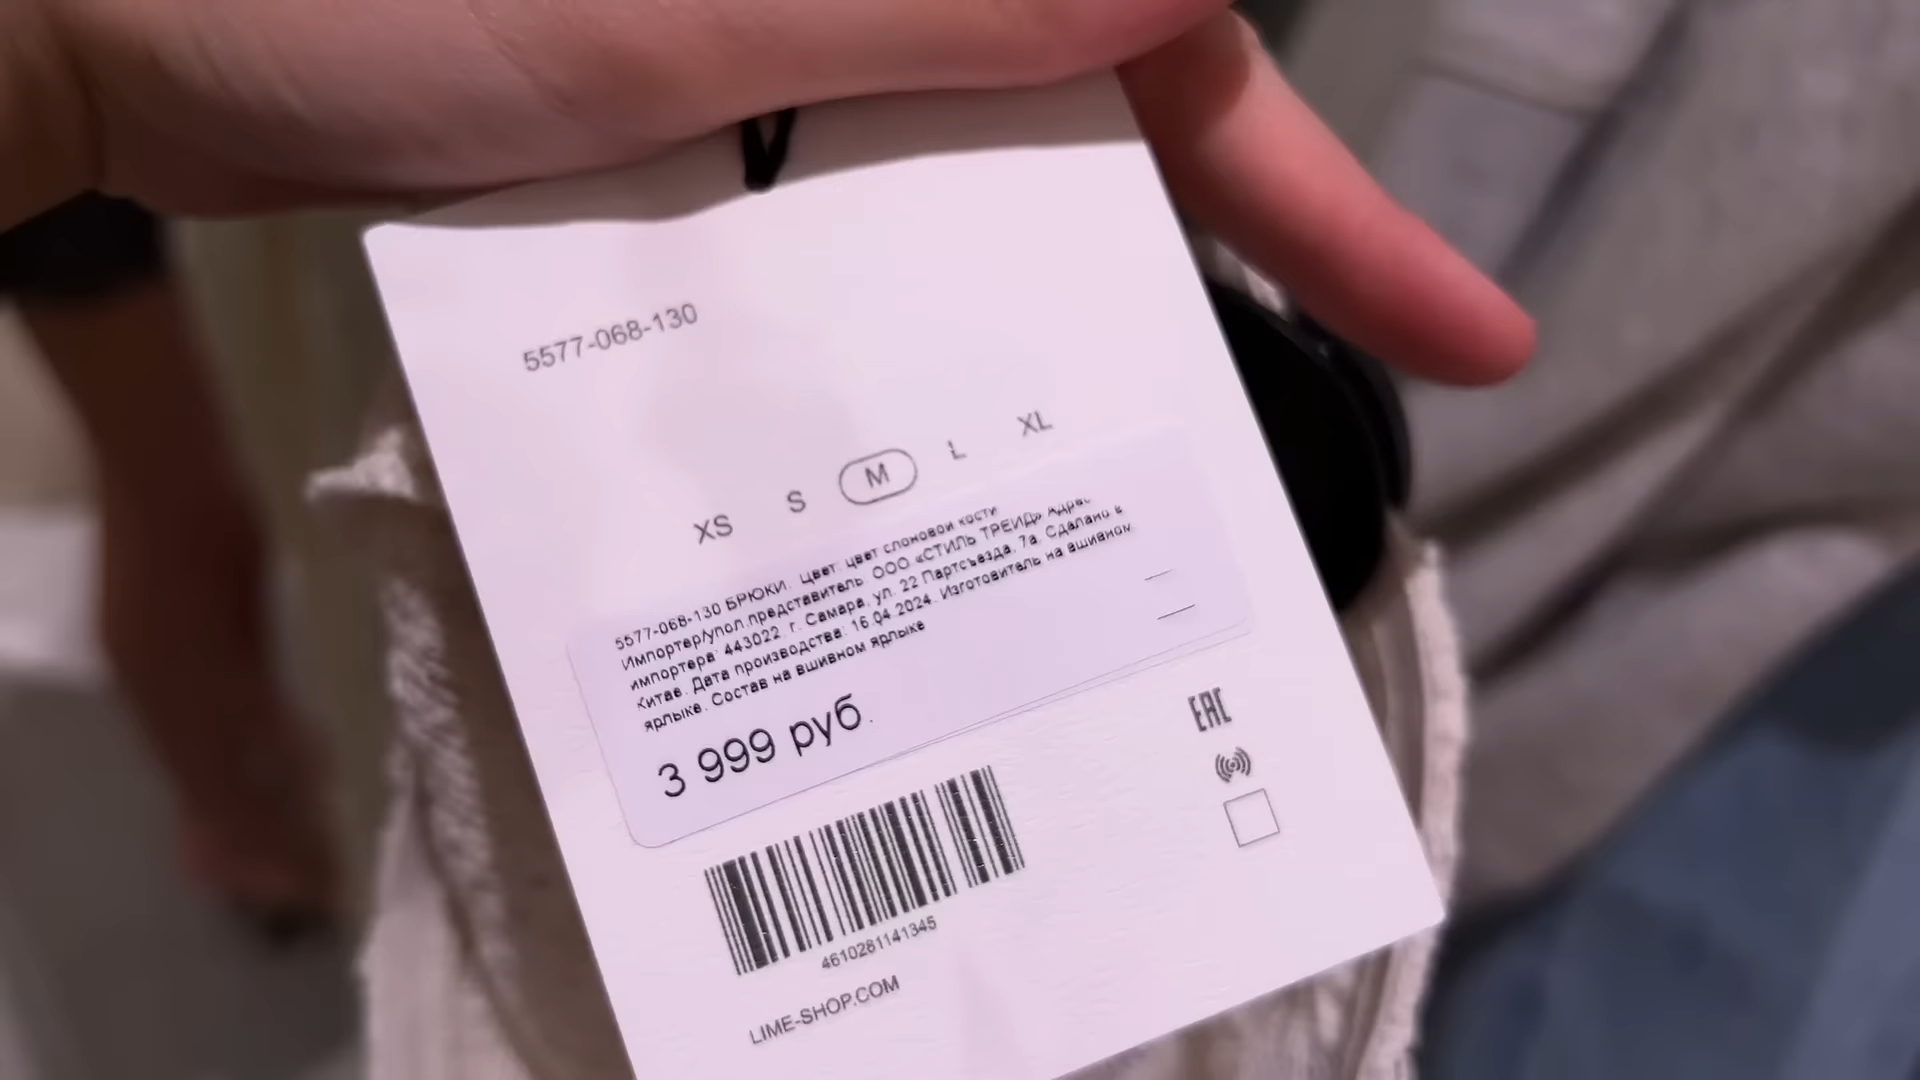 5577-068-130
XS S M L XL
5577-068-130 БРЮКИ. Цвет: цвет слоновой кости
Импортер/упол.представитель: ООО «СТИЛЬ ТРЕЙД» Адрес
импортера: 443022, г. Самара, ул. 22 Партсъезда, 7а. Сделано в
Китае. Дата производства: 16.04.2024. Изготовитель на вшивном
ярлыке. Состав на вшивном ярлыке
3 999 руб.
EAC
4610281141345
LIME-SHOP.COM